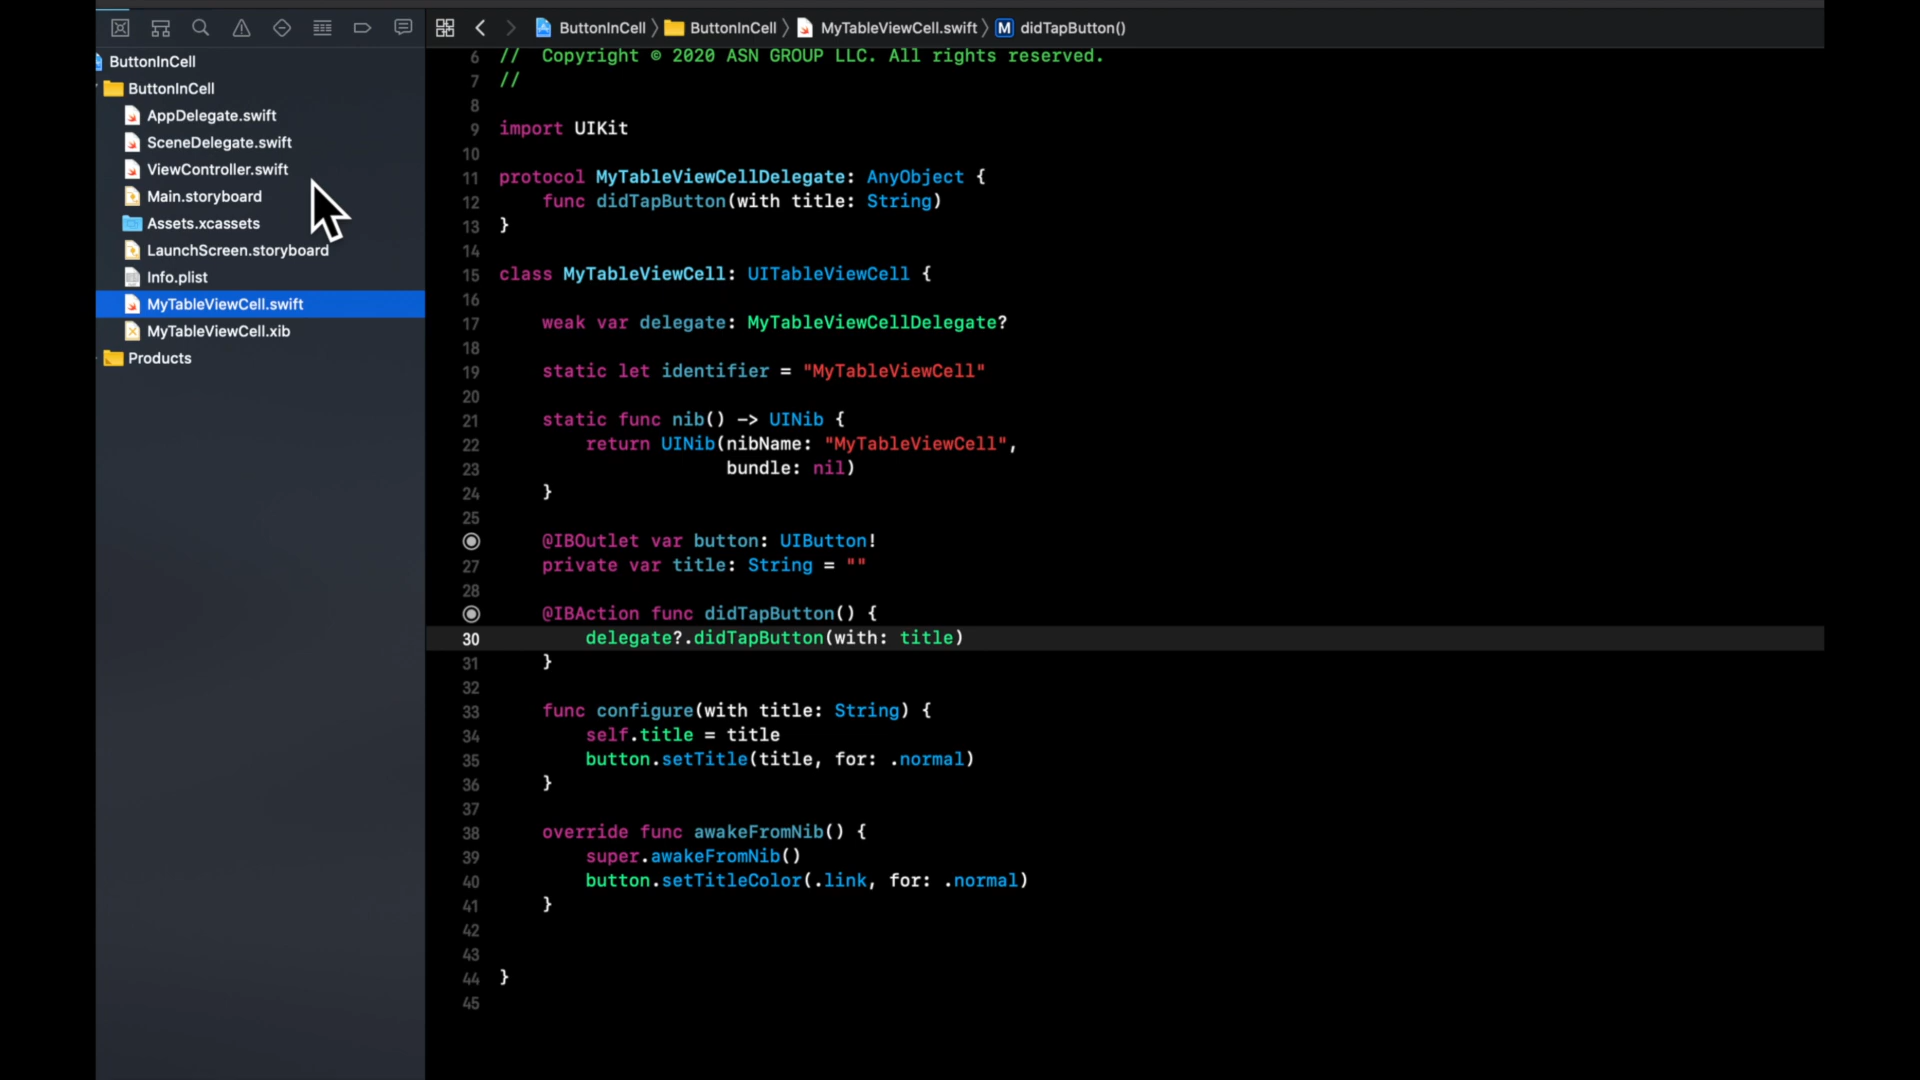 ButtonInCell ButtonInCell MyTableViewCell.swift M didTapButton()
ButtonInCell
ButtonInCell
AppDelegate.swift
SceneDelegate.swift
ViewController.swift
Main.storyboard
Assets.xcassets
LaunchScreen.storyboard
Info.plist
MyTableViewCell.swift
MyTableViewCell.xib
Products
6 //  Copyright © 2020 ASN GROUP LLC. All rights reserved.
7 //
8
9 import UIKit
10
11 protocol MyTableViewCellDelegate: AnyObject {
12     func didTapButton(with title: String)
13 }
14
15 class MyTableViewCell: UITableViewCell {
16
17     weak var delegate: MyTableViewCellDelegate?
18
19     static let identifier = "MyTableViewCell"
20
21     static func nib() -> UINib {
22         return UINib(nibName: "MyTableViewCell",
23                      bundle: nil)
24     }
25
    @IBOutlet var button: UIButton!
27     private var title: String = ""
28
    @IBAction func didTapButton() {
30         delegate?.didTapButton(with: title)
31     }
32
33     func configure(with title: String) {
34         self.title = title
35         button.setTitle(title, for: .normal)
36     }
37
38     override func awakeFromNib() {
39         super.awakeFromNib()
40         button.setTitleColor(.link, for: .normal)
41     }
42
43
44 }
45